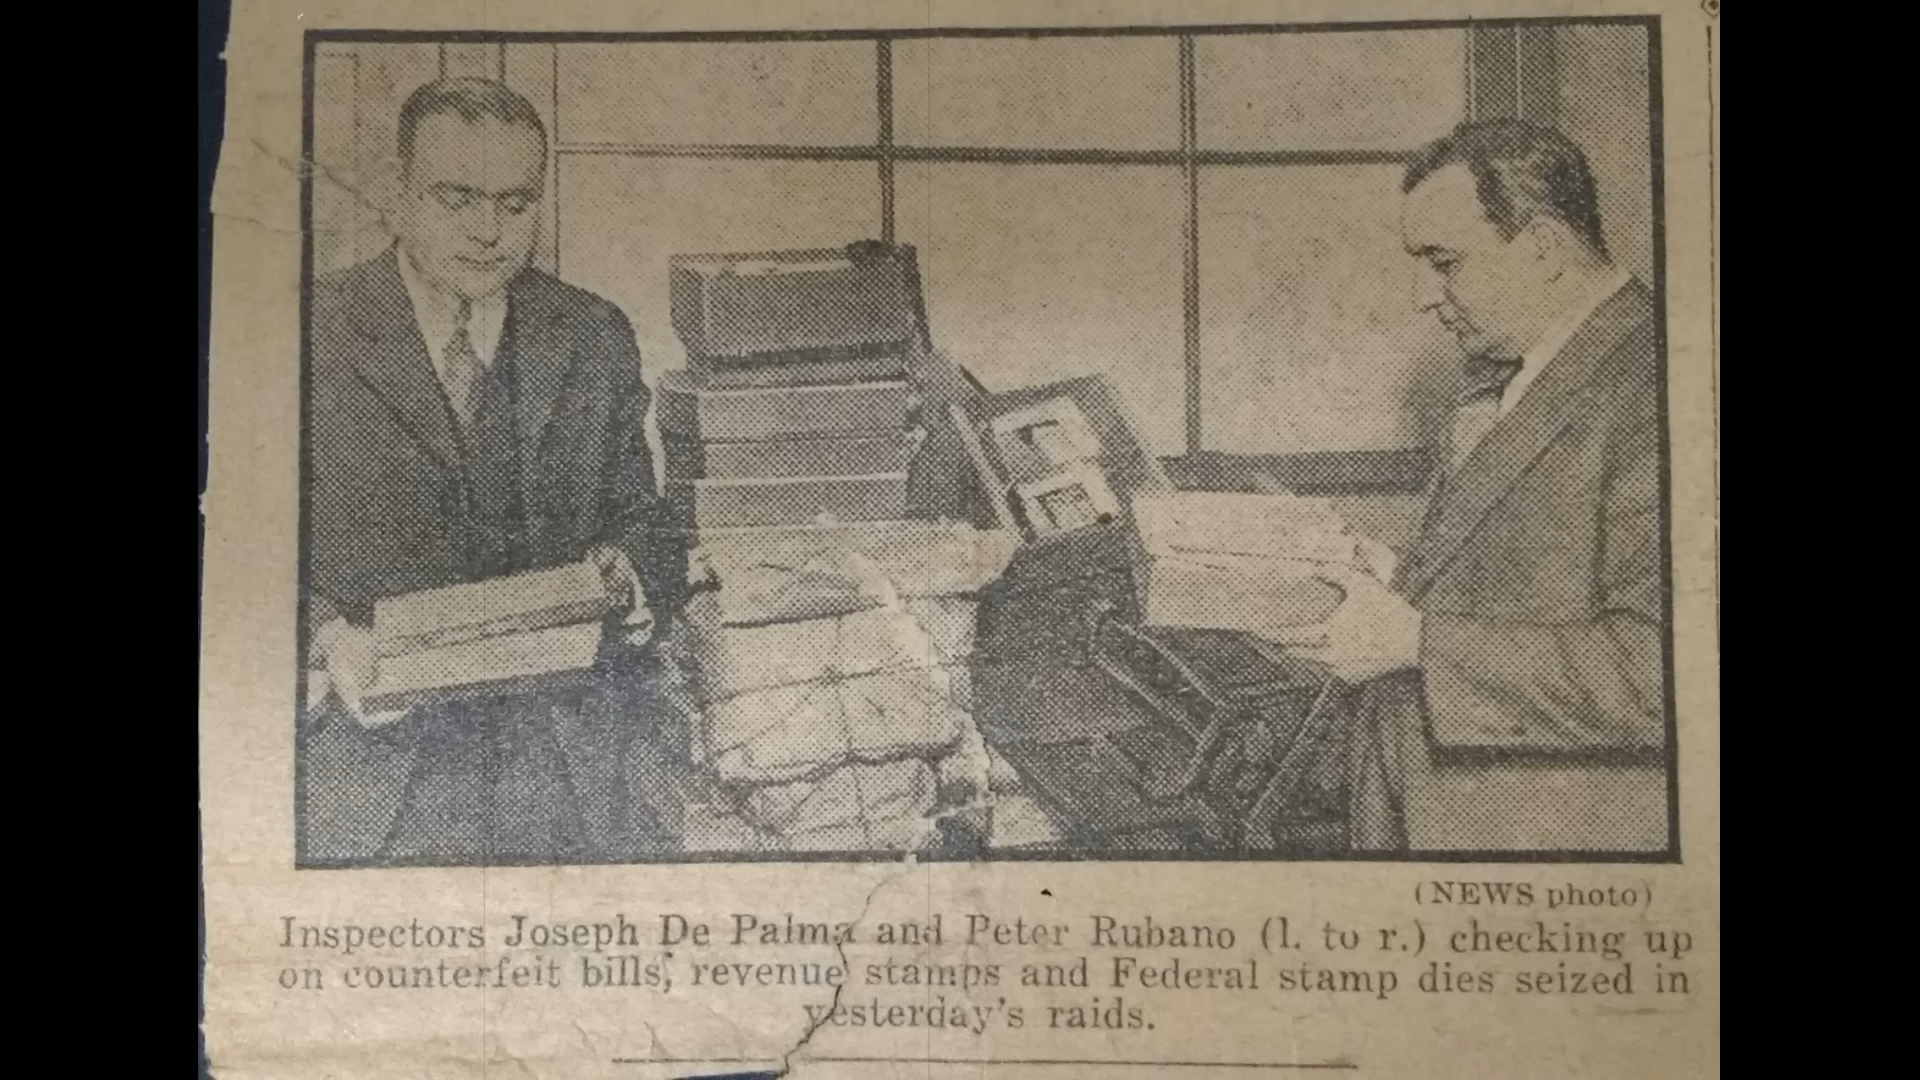 (NEWS photo)
Inspectors Joseph De Palma and Peter Rubano (l. to r.) checking up
on counterfeit bills, revenue stamps and Federal stamp dies seized in
yesterday's raids.